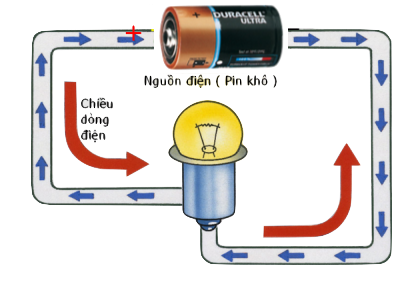 +
DURACELL
ULTRA
Nguồn điện ( Pin khô )
Chiều
dòng
điện